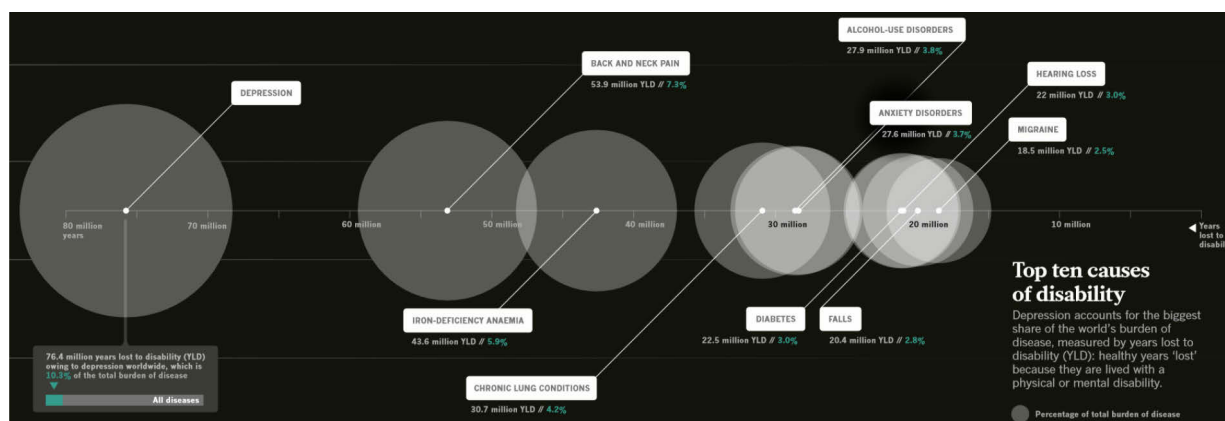 ALCOHOL-USE DISORDERS
27.9 million YLD // 3.8%
BACK AND NECK PAIN
53.9 million YLD // 7.3%
HEARING LOSS
22 million YLD // 3.0%
DEPRESSION
ANXIETY DISORDERS
27.6 million YLD // 3.7%
MIGRAINE
18.5 million YLD // 2.5%
80 million
years
70 million
60 million
50 million
40 million
30 million
20 million
10 million
Years
lost to
disabil
Top ten causes
of disability
Depression accounts for the biggest
share of the world's burden of
disease, measured by years lost to
disability (YLD): healthy years 'lost'
because they are lived with a
physical or mental disability.
Percentage of total burden of disease
IRON-DEFICIENCY ANAEMIA
43.6 million YLD // 5.9%
DIABETES
22.5 million YLD // 3.0%
FALLS
20.4 million YLD // 2.8%
76.4 million years lost to disability (YLD)
owing to depression worldwide, which is
10.3% of the total burden of disease
All diseases
CHRONIC LUNG CONDITIONS
30.7 million YLD // 4.2%